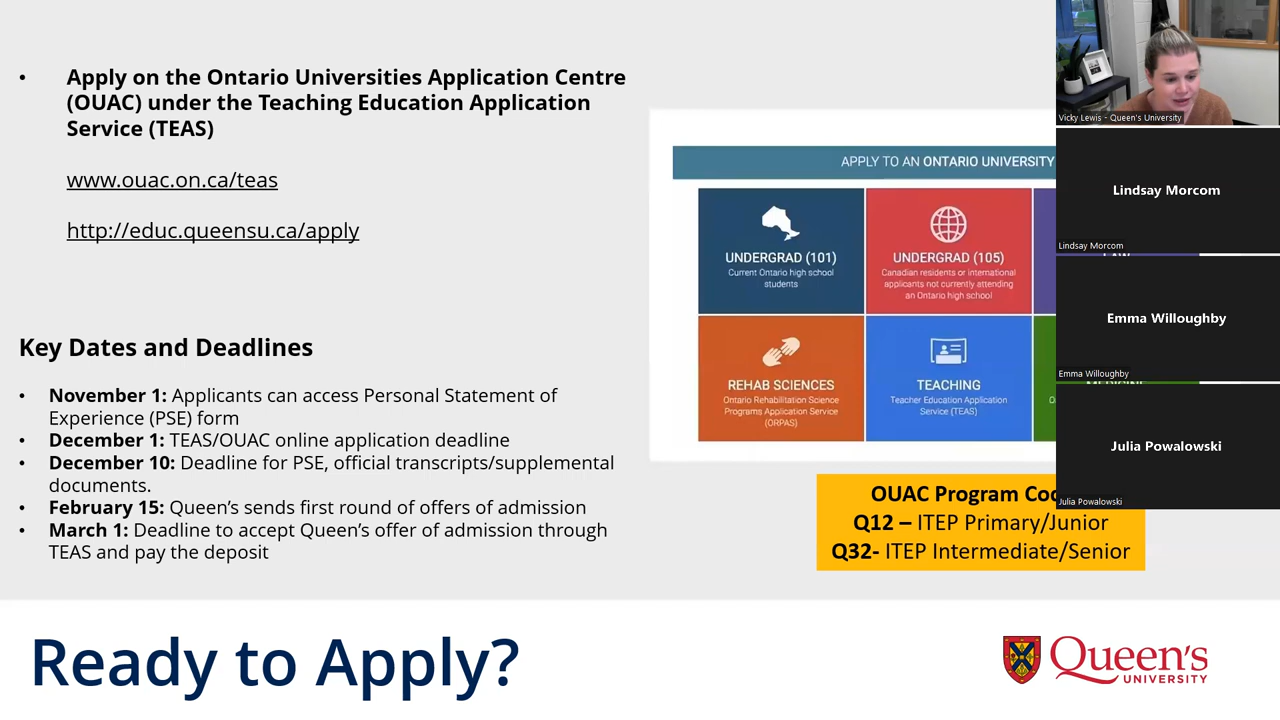 • Apply on the Ontario Universities Application Centre
(OUAC) under the Teaching Education Application
Service (TEAS)
www.ouac.on.ca/teas
http://educ.queensu.ca/apply
Key Dates and Deadlines
• November 1: Applicants can access Personal Statement of
Experience (PSE) form
• December 1: TEAS/OUAC online application deadline
• December 10: Deadline for PSE, official transcripts/supplemental
documents.
• February 15: Queen’s sends first round of offers of admission
• March 1: Deadline to accept Queen’s offer of admission through
TEAS and pay the deposit
APPLY TO AN ONTARIO UNIVERSITY
UNDERGRAD (101)
Current Ontario high school
students
UNDERGRAD (105)
Canadian residents or international
applicants not currently attending
an Ontario high school
REHAB SCIENCES
Ontario Rehabilitation Science
Programs Application Service
(ORPAS)
TEACHING
Teacher Education Application
Service (TEAS)
OUAC Program
Q12 – ITEP Primary/Junior
Q32- ITEP Intermediate/Senior
Vicky Lewis - Queen's University
Lindsay Morcom
Lindsay Morcom
Emma Willoughby
Emma Willoughby
Julia Powalowski
Julia Powalowski
Ready to Apply?
Queen's
UNIVERSITY